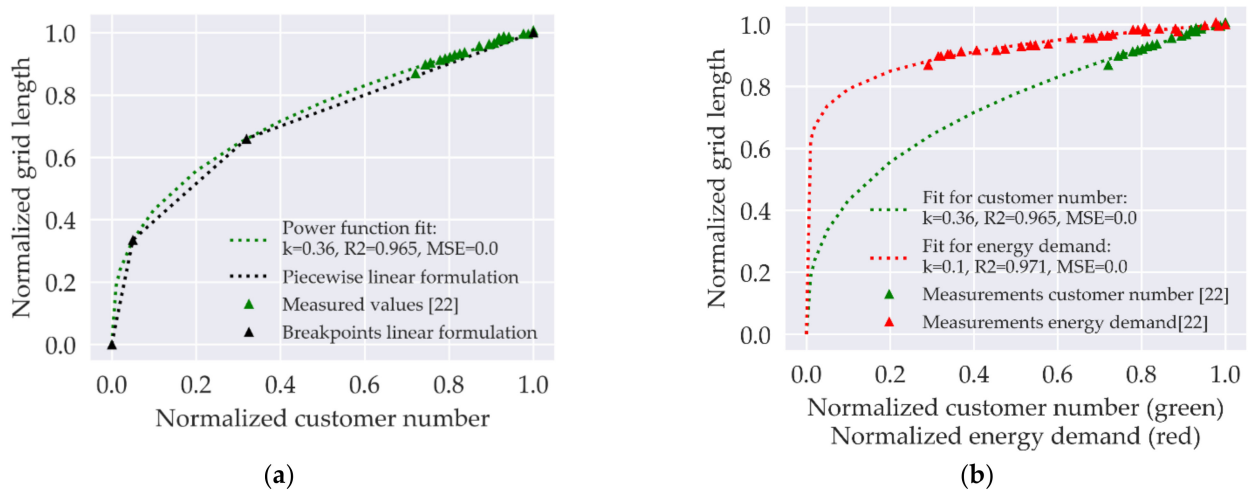 1.0
0.8
0.6
0.4
0.2
0.0
Normalized grid length
Power function fit:
k=0.36, R2=0.965, MSE=0.0
Piecewise linear formulation
Measured values [22]
Breakpoints linear formulation
0.0 0.2 0.4 0.6 0.8 1.0
Normalized customer number
(a)
1.0
0.8
0.6
0.4
0.2
0.0
Normalized grid length
Fit for customer number:
k=0.36, R2=0.965, MSE=0.0
Fit for energy demand:
k=0.1, R2=0.971, MSE=0.0
Measurements customer number [22]
Measurements energy demand[22]
0.0 0.2 0.4 0.6 0.8 1.0
Normalized customer number (green)
Normalized energy demand (red)
(b)